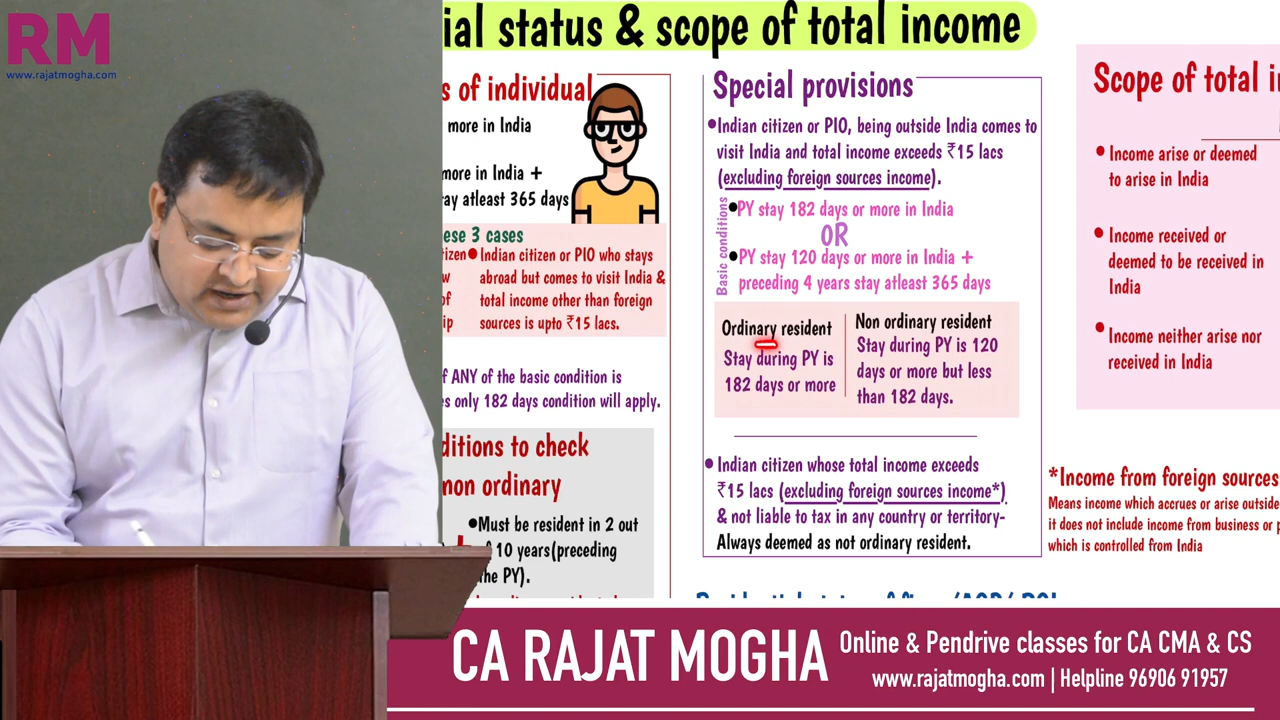 RM
www.rajatmogha.com
ial status & scope of total income
s of individual
more in India
more in India +
ay atleast 365 days
ese 3 cases
Indian citizen or PIO who stays
abroad but comes to visit India &
total income other than foreign
sources is upto ₹15 lacs.
f ANY of the basic condition is
es only 182 days condition will apply.
ditions to check
non ordinary
•Must be resident in 2 out
10 years(preceding
the PY).
Special provisions
•Indian citizen or PIO, being outside India comes to
visit India and total income exceeds ₹15 lacs
(excluding foreign sources income).
Basic conditions
•PY stay 182 days or more in India
OR
•PY stay 120 days or more in India +
preceding 4 years stay atleast 365 days
Ordinary resident
Stay during PY is
182 days or more
Non ordinary resident
Stay during PY is 120
days or more but less
than 182 days.
•Indian citizen whose total income exceeds
₹15 lacs (excluding foreign sources income*)
& not liable to tax in any country or territory-
Always deemed as not ordinary resident.
Scope of total i
• Income arise or deemed
to arise in India
• Income received or
deemed to be received in
India
• Income neither arise nor
received in India
*Income from foreign sources
Means income which accrues or arise outside
it does not include income from business or p
which is controlled from India
CA RAJAT MOGHA
Online & Pendrive classes for CA CMA & CS
www.rajatmogha.com | Helpline 96906 91957